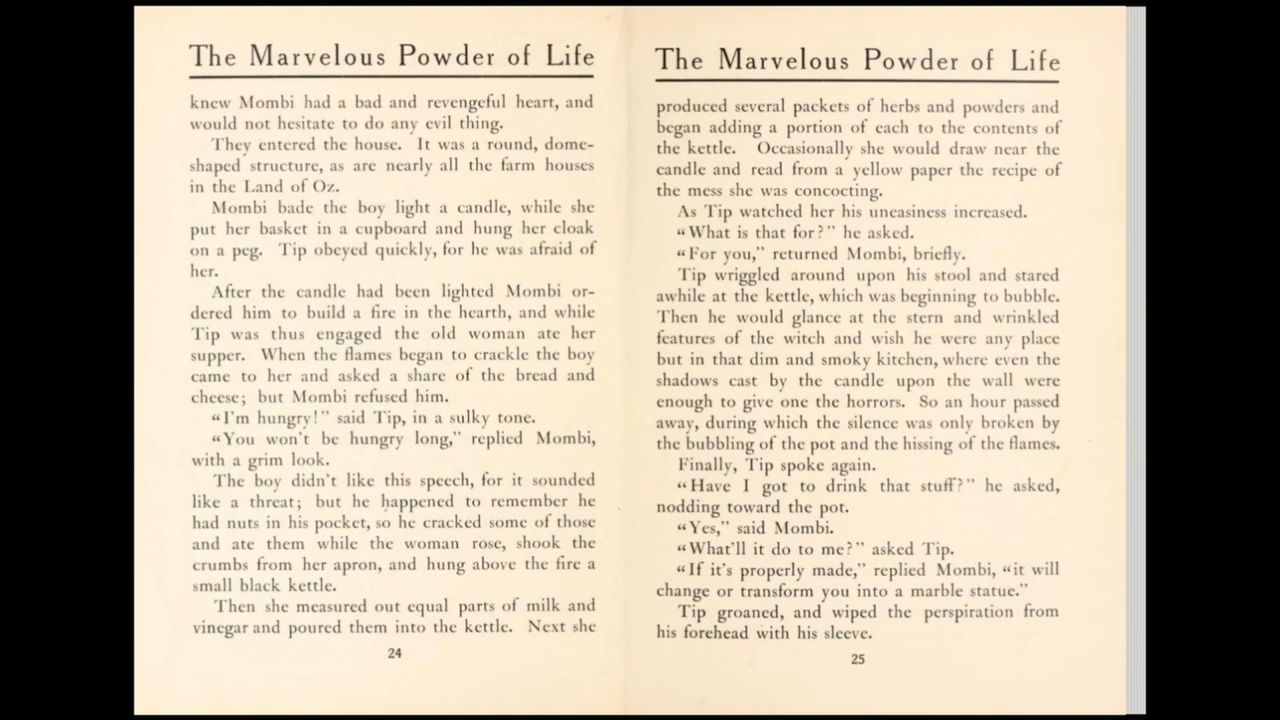 The Marvelous Powder of Life
knew Mombi had a bad and revengeful heart, and
would not hesitate to do any evil thing.
They entered the house. It was a round, dome-
shaped structure, as are nearly all the farm houses
in the Land of Oz.
Mombi bade the boy light a candle, while she
put her basket in a cupboard and hung her cloak
on a peg. Tip obeyed quickly, for he was afraid of
her.
After the candle had been lighted Mombi or-
dered him to build a fire in the hearth, and while
Tip was thus engaged the old woman ate her
supper. When the flames began to crackle the boy
came to her and asked a share of the bread and
cheese; but Mombi refused him.
“I'm hungry!” said Tip, in a sulky tone.
“You won't be hungry long,” replied Mombi,
with a grim look.
The boy didn't like this speech, for it sounded
like a threat; but he happened to remember he
had nuts in his pocket, so he cracked some of those
and ate them while the woman rose, shook the
crumbs from her apron, and hung above the fire a
small black kettle.
Then she measured out equal parts of milk and
vinegar and poured them into the kettle. Next she
24
The Marvelous Powder of Life
produced several packets of herbs and powders and
began adding a portion of each to the contents of
the kettle. Occasionally she would draw near the
candle and read from a yellow paper the recipe of
the mess she was concocting.
As Tip watched her his uneasiness increased.
“What is that for?” he asked.
“For you,” returned Mombi, briefly.
Tip wriggled around upon his stool and stared
awhile at the kettle, which was beginning to bubble.
Then he would glance at the stern and wrinkled
features of the witch and wish he were any place
but in that dim and smoky kitchen, where even the
shadows cast by the candle upon the wall were
enough to give one the horrors. So an hour passed
away, during which the silence was only broken by
the bubbling of the pot and the hissing of the flames.
Finally, Tip spoke again.
“Have I got to drink that stuff?” he asked,
nodding toward the pot.
“Yes,” said Mombi.
“What'll it do to me?” asked Tip.
“If it's properly made,” replied Mombi, “it will
change or transform you into a marble statue.”
Tip groaned, and wiped the perspiration from
his forehead with his sleeve.
25